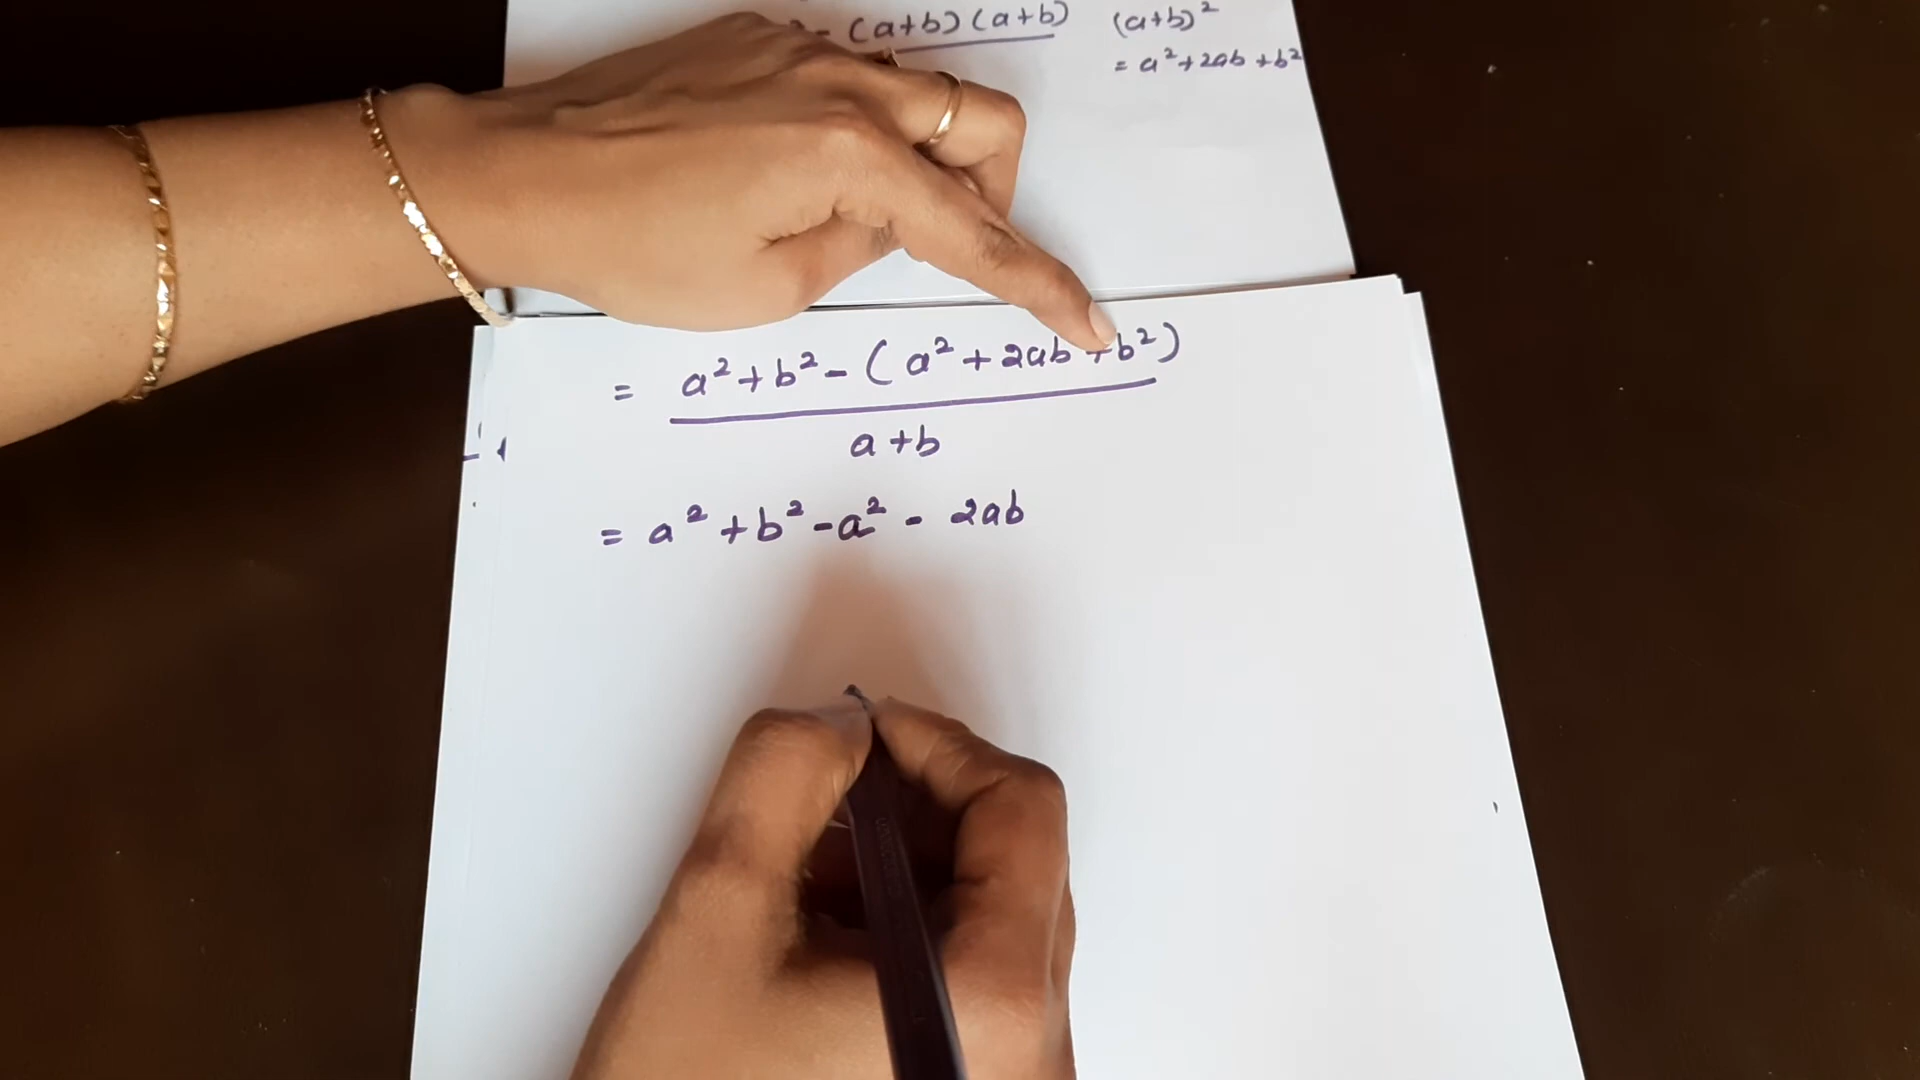 - (a+b) (a+b)
(a+b)²
= a²+2ab+b²
= a²+b²-(a²+2ab+b²)
a+b
= a²+b²-a²- 2ab